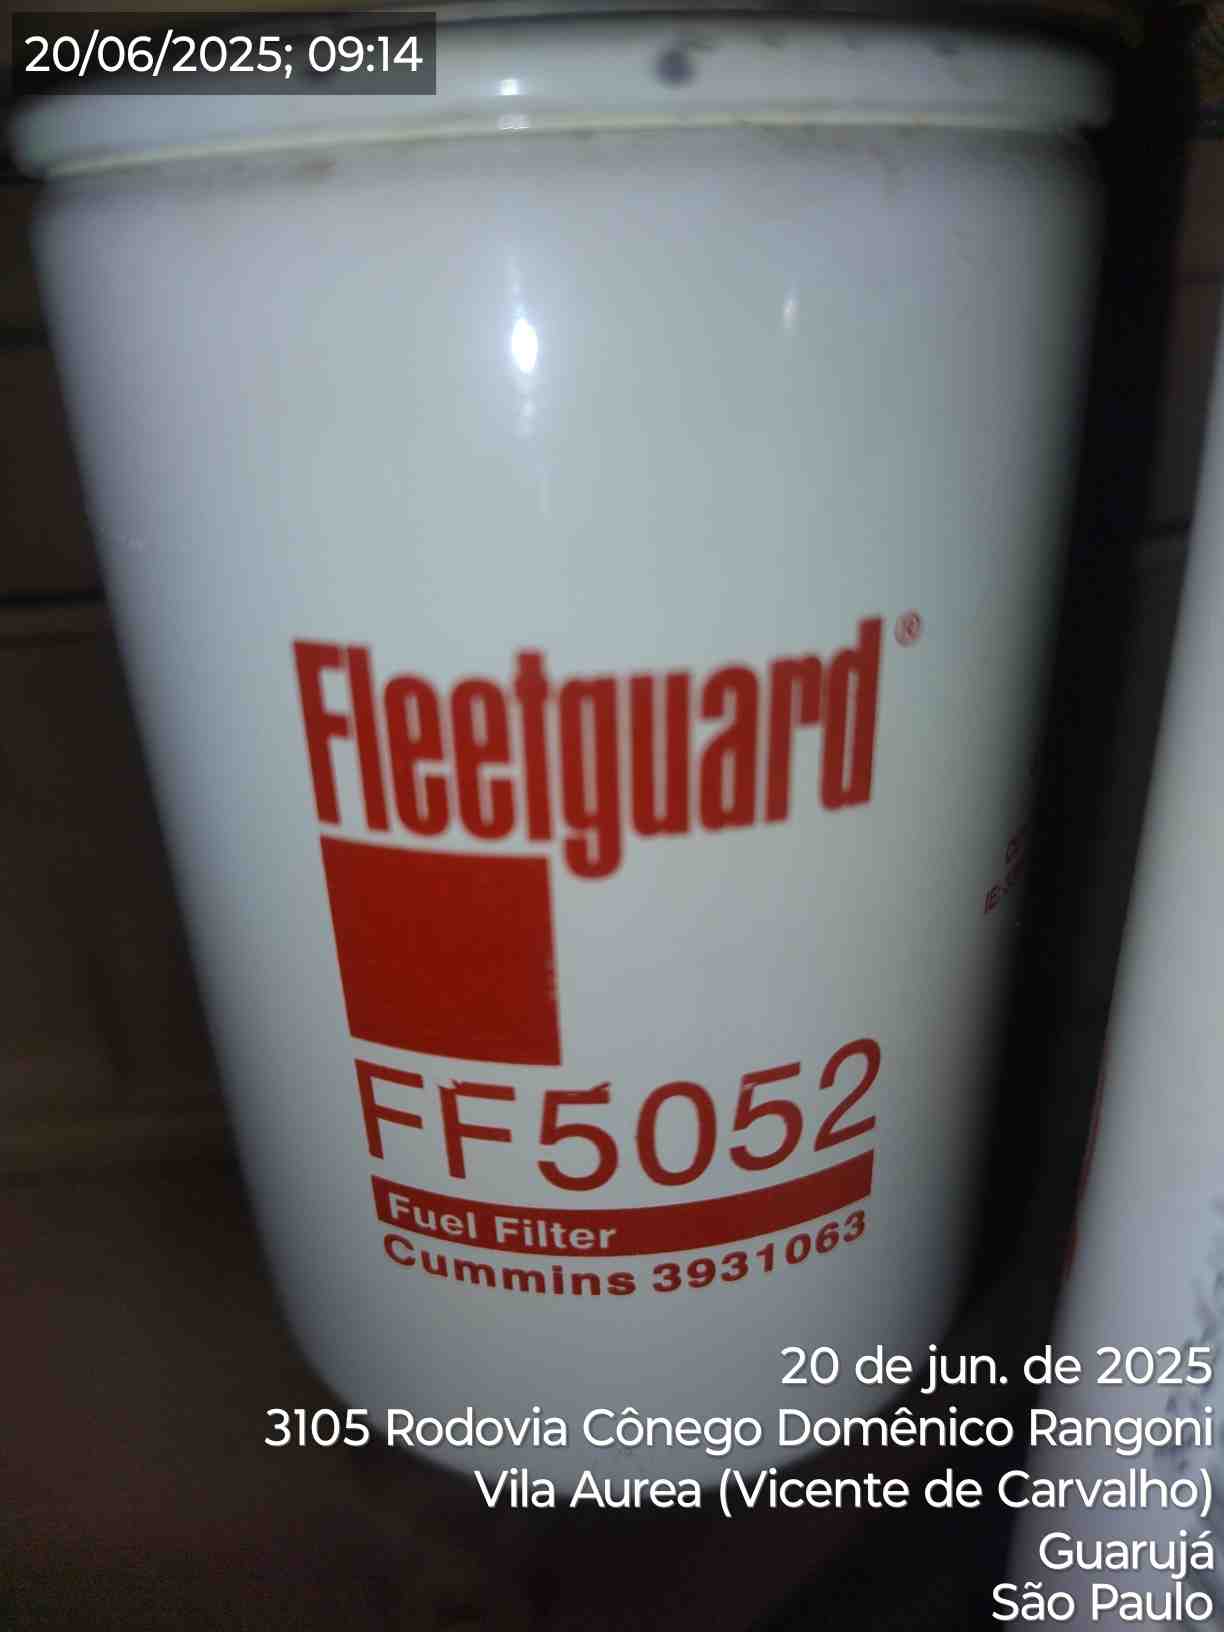 20/06/2025; 09:14
Fleetguard®
FF5052
Fuel Filter
Cummins 3931063
20 de jun. de 2025
3105 Rodovia Cônego Domênico Rangoni
Vila Aurea (Vicente de Carvalho)
Guarujá
São Paulo